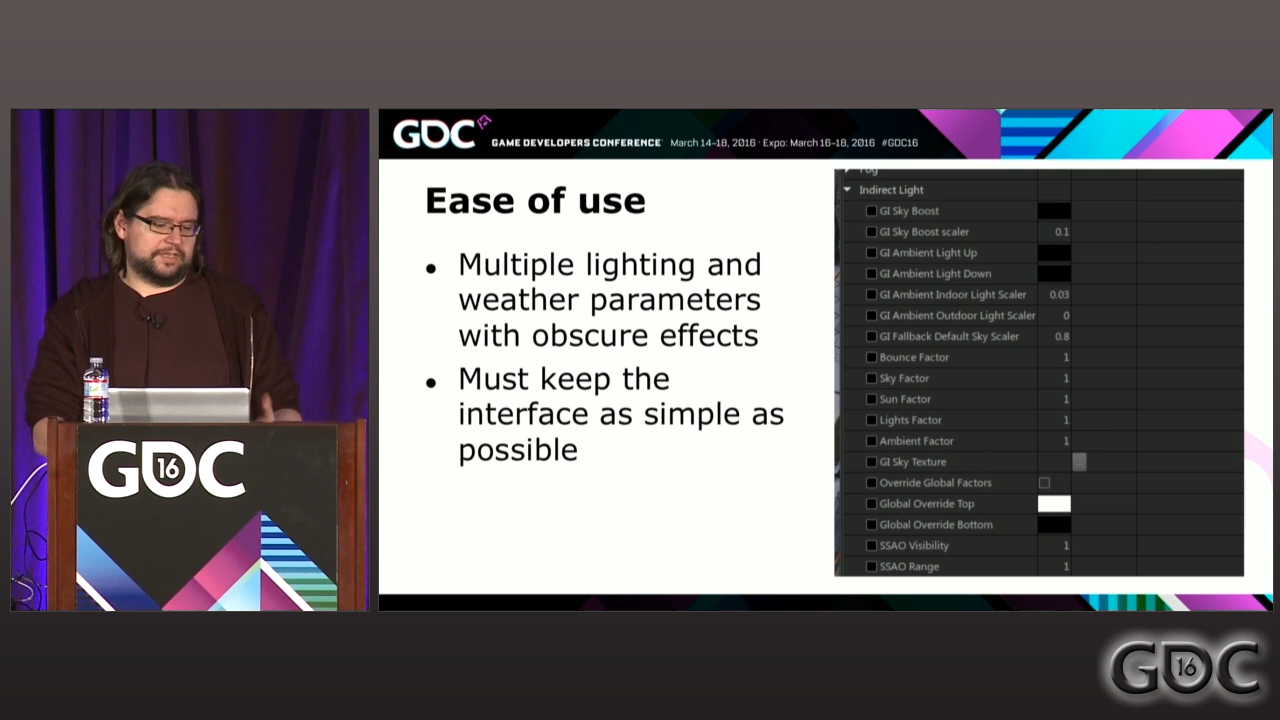 GDC
GAME DEVELOPERS CONFERENCE March 14-18, 2016 · Expo: March 16-18, 2016 #GDC16
Ease of use
• Multiple lighting and
weather parameters
with obscure effects
• Must keep the
interface as simple as
possible
Fog
Indirect Light
GI Sky Boost
GI Sky Boost scaler 0.1
GI Ambient Light Up
GI Ambient Light Down
GI Ambient Indoor Light Scaler 0.03
GI Ambient Outdoor Light Scaler 0
GI Fallback Default Sky Scaler 0.8
Bounce Factor 1
Sky Factor 1
Sun Factor 1
Lights Factor 1
Ambient Factor 1
GI Sky Texture ...
Override Global Factors
Global Override Top
Global Override Bottom
SSAO Visibility 1
SSAO Range 1
GDC 16
GDC 16